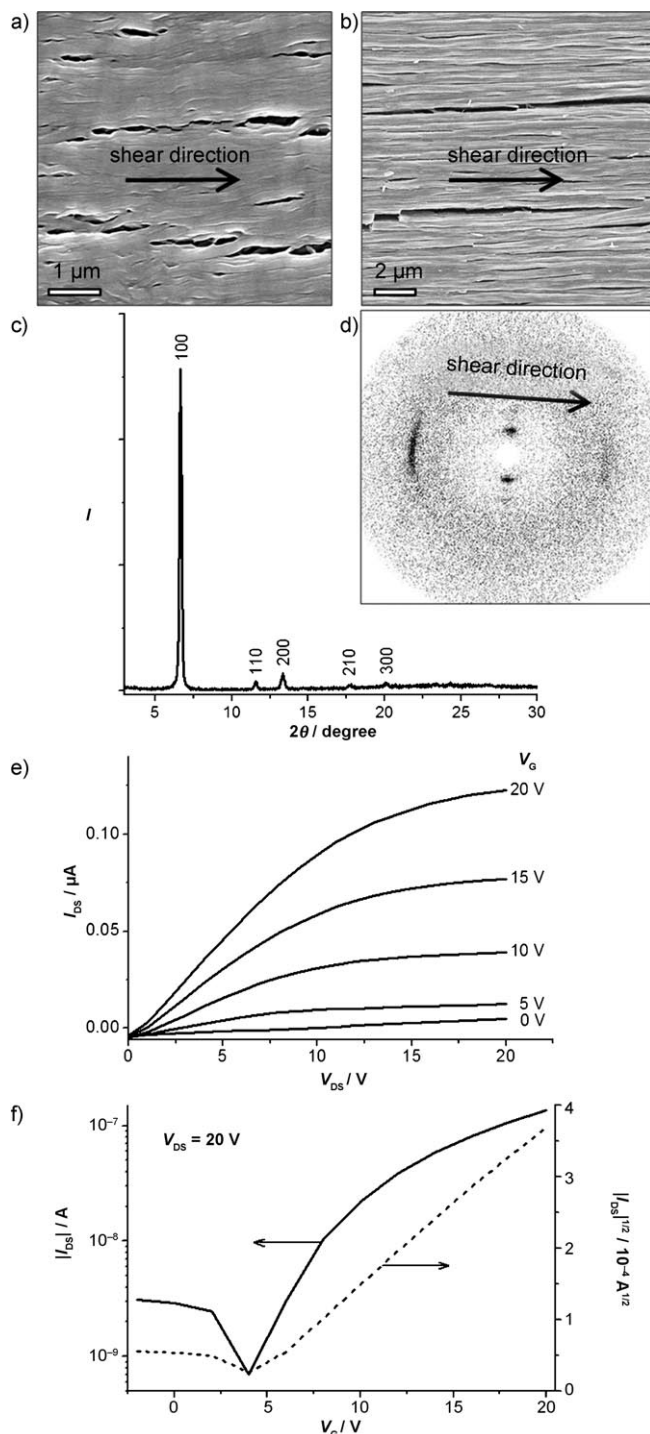 a)
shear direction
1 µm
b)
shear direction
2 µm
c)
100
110
200
210
300
I
5 10 15 20 25 30
2θ / degree
d)
shear direction
e)
V_G
20 V
15 V
10 V
5 V
0 V
0.10
0.05
0.00
I_DS / µA
0 5 10 15 20
V_DS / V
f)
V_DS = 20 V
10⁻⁷
10⁻⁸
10⁻⁹
|I_DS| / A
4
3
2
1
0
|I_DS|^1/2 / 10⁻⁴ A^1/2
0 5 10 15 20
V_G / V